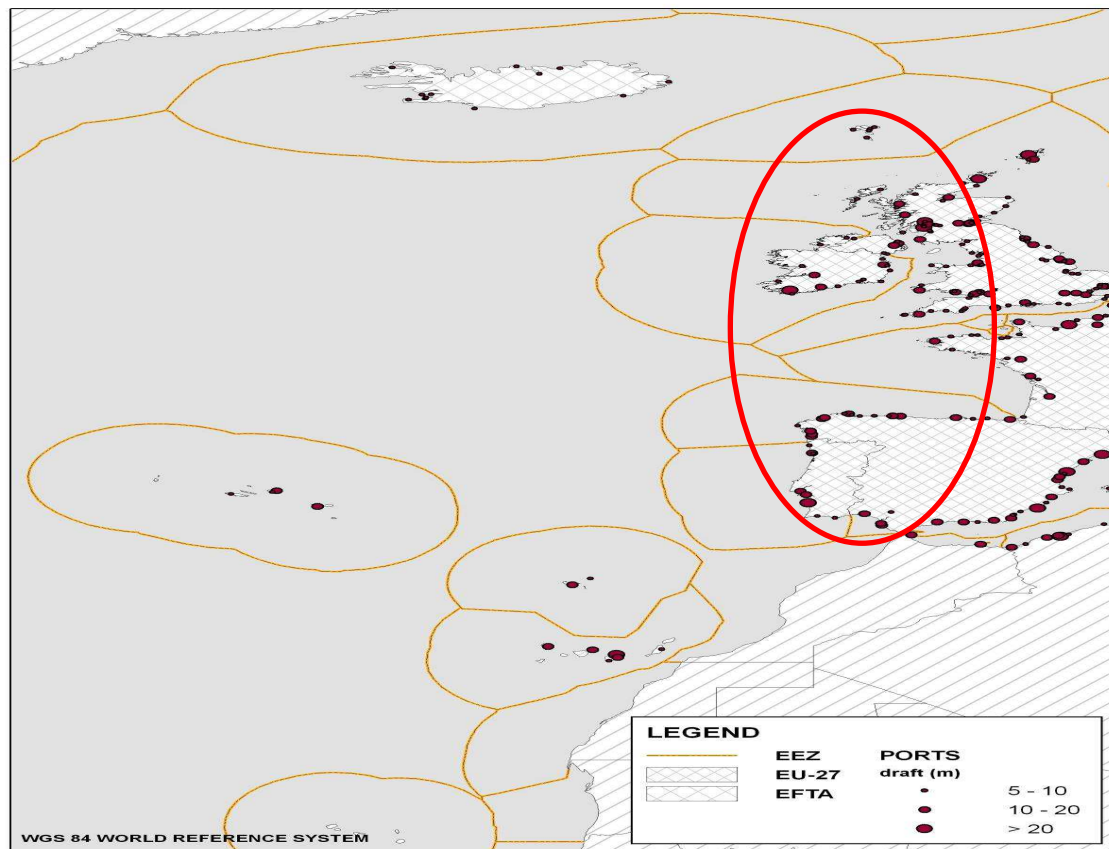 LEGEND
EEZ PORTS
EU-27 draft (m)
EFTA 5 - 10
10 - 20
> 20
WGS 84 WORLD REFERENCE SYSTEM